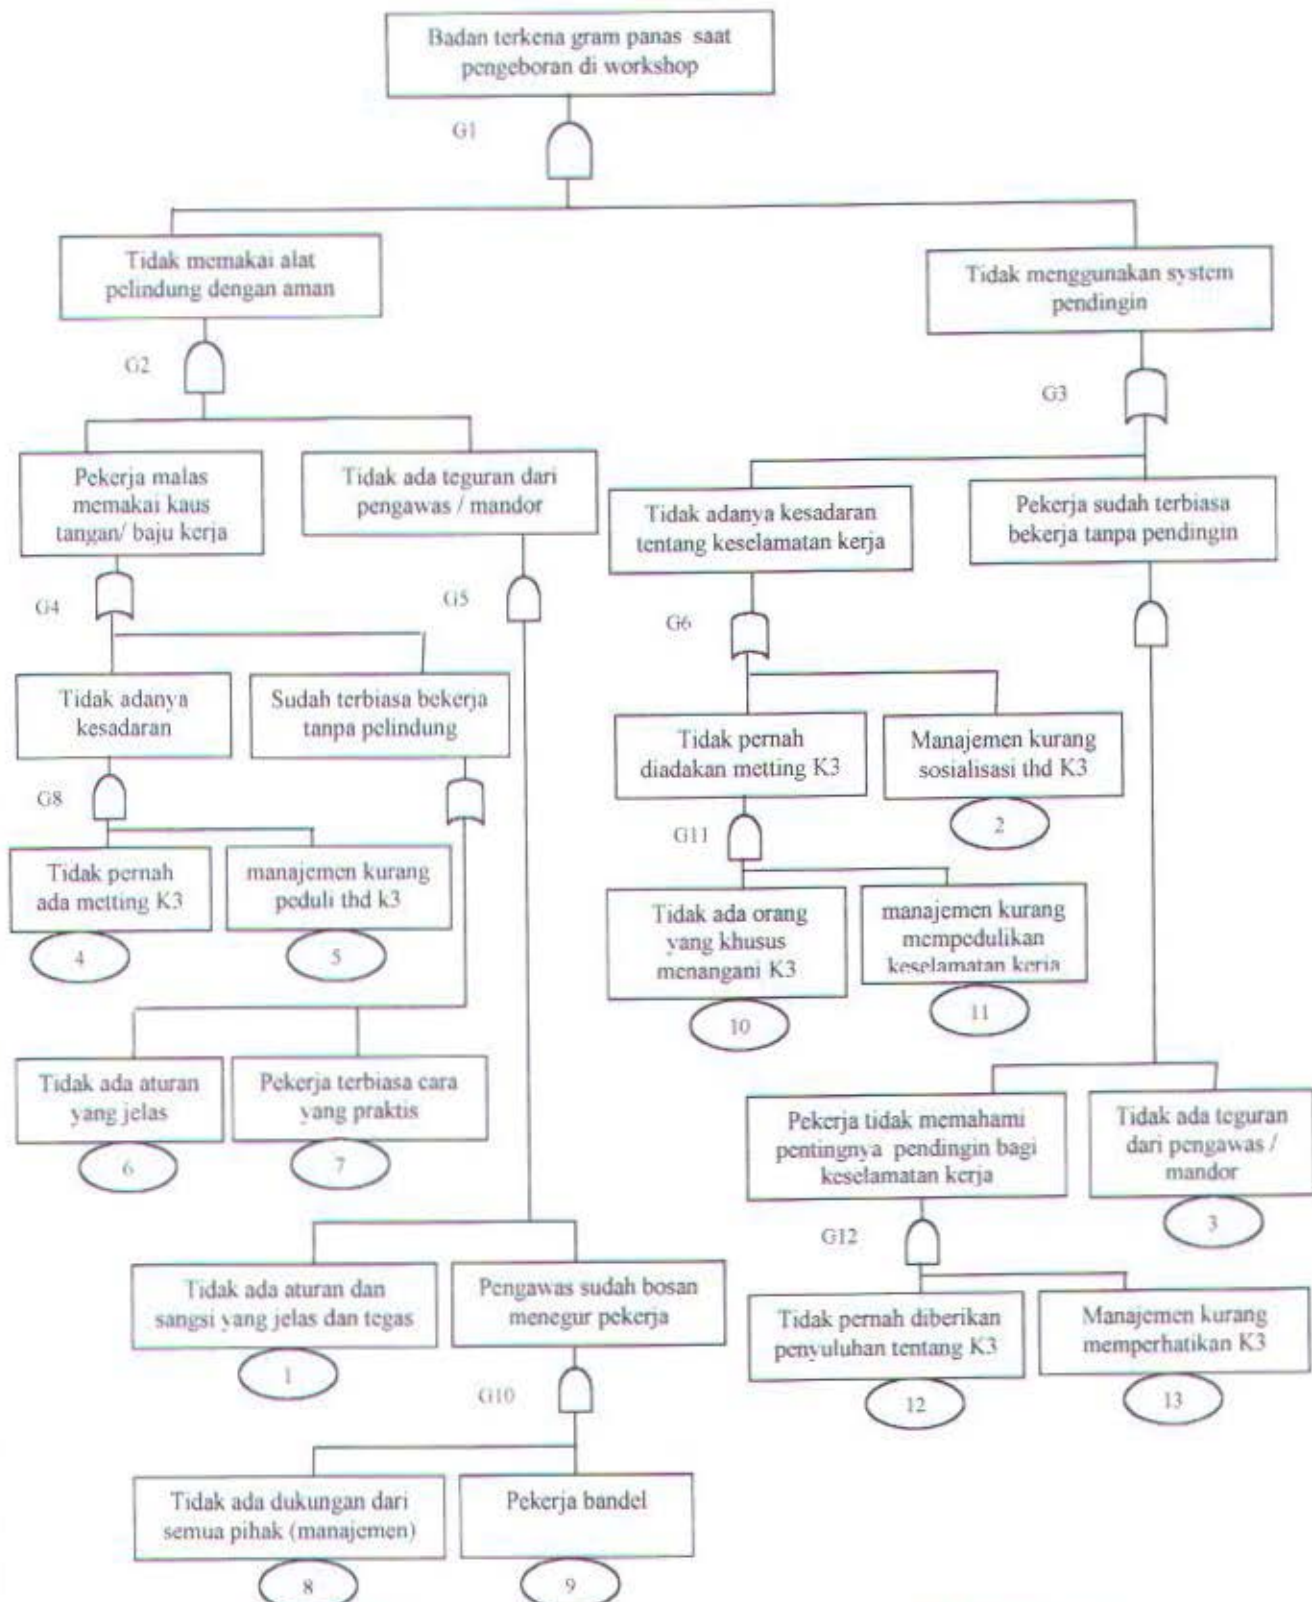 Badan terkena gram panas saat
pengeboran di workshop
G1
Tidak memakai alat
pelindung dengan aman
Tidak menggunakan system
pendingin
G2
G3
Pekerja malas
memakai kaus
tangan/ baju kerja
Tidak ada teguran dari
pengawas / mandor
Tidak adanya kesadaran
tentang keselamatan kerja
Pekerja sudah terbiasa
bekerja tanpa pendingin
G4
G5
G6
Tidak adanya
kesadaran
Sudah terbiasa bekerja
tanpa pelindung
Tidak pernah
diadakan metting K3
Manajemen kurang
sosialisasi thd K3
2
G8
G11
Tidak pernah
ada metting K3
4
manajemen kurang
peduli thd k3
5
Tidak ada orang
yang khusus
menangani K3
10
manajemen kurang
mempedulikan
keselamatan kerja
11
Tidak ada aturan
yang jelas
6
Pekerja terbiasa cara
yang praktis
7
Pekerja tidak memahami
pentingnya pendingin bagi
keselamatan kerja
Tidak ada teguran
dari pengawas /
mandor
3
G12
Tidak ada aturan dan
sangsi yang jelas dan tegas
1
Pengawas sudah bosan
menegur pekerja
Tidak pernah diberikan
penyuluhan tentang K3
12
Manajemen kurang
memperhatikan K3
13
G10
Tidak ada dukungan dari
semua pihak (manajemen)
8
Pekerja bandel
9